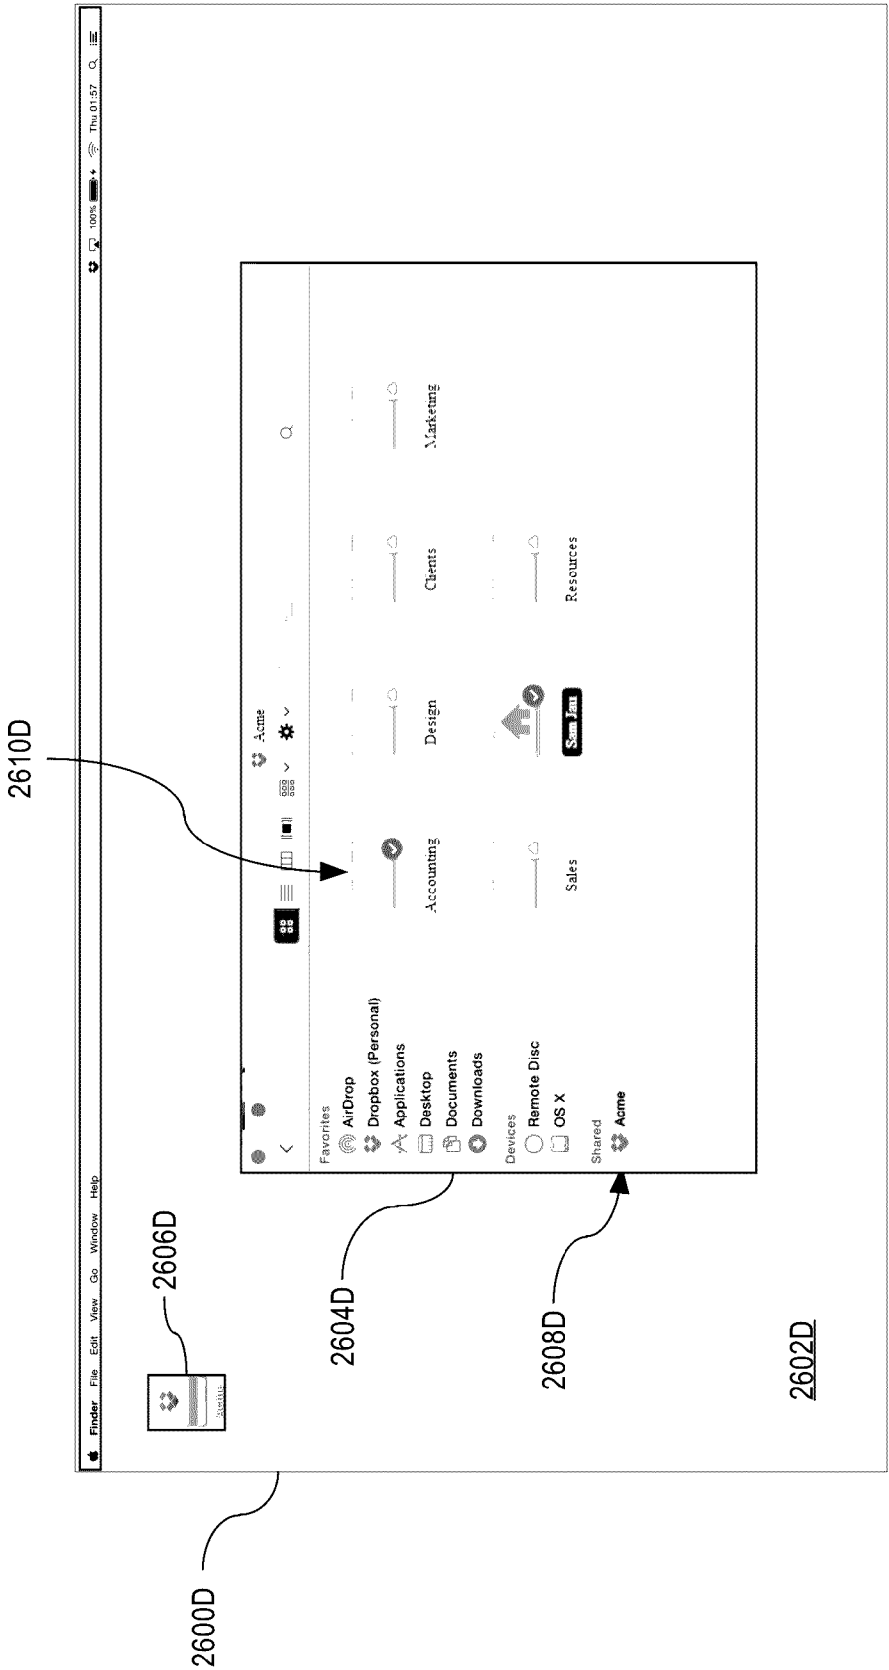 Finder File Edit View Go Window Help 100% Thu 01:57
2600D
2606D
2604D
2608D
2602D
2610D
Acme
Favorites
AirDrop
Dropbox (Personal)
Applications
Desktop
Documents
Downloads
Devices
Remote Disc
OS X
Shared
Acme
Accounting Design Clients Marketing
Sales Sam Jau Resources